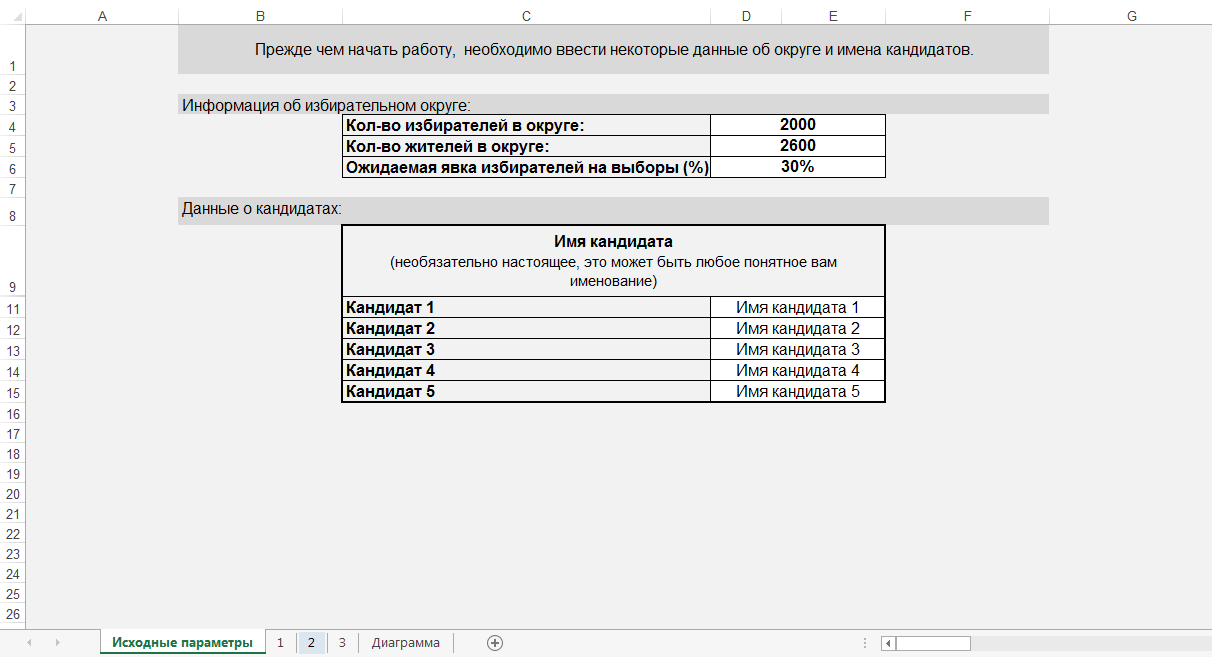 A B C D E F G
1 Прежде чем начать работу, необходимо ввести некоторые данные об округе и имена кандидатов.
2
3 Информация об избирательном округе:
4 Кол-во избирателей в округе: 2000
5 Кол-во жителей в округе: 2600
6 Ожидаемая явка избирателей на выборы (%) 30%
7
8 Данные о кандидатах:
Имя кандидата
(необязательно настоящее, это может быть любое понятное вам
9 именование)
11 Кандидат 1 Имя кандидата 1
12 Кандидат 2 Имя кандидата 2
13 Кандидат 3 Имя кандидата 3
14 Кандидат 4 Имя кандидата 4
15 Кандидат 5 Имя кандидата 5
16
17
18
19
20
21
22
23
24
25
26
Исходные параметры 1 2 3 Диаграмма